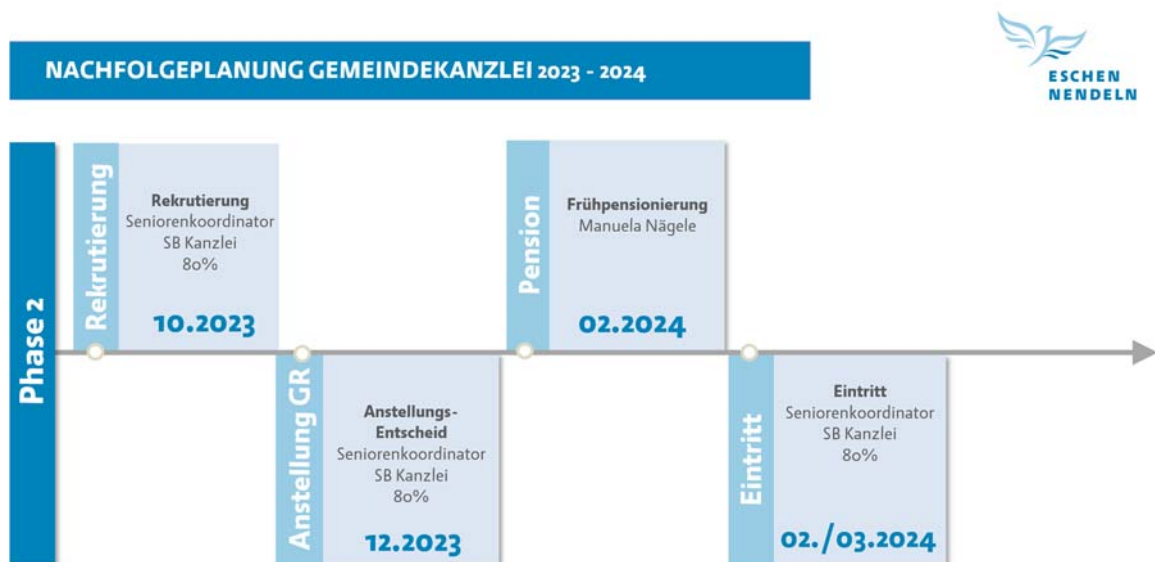 NACHFOLGEPLANUNG GEMEINDEKANZLEI 2023 - 2024
ESCHEN
NENDELN
Phase 2
Rekrutierung
Rekrutierung
Seniorenkoordinator
SB Kanzlei
80%
10.2023
Anstellung GR
Anstellungs-
Entscheid
Seniorenkoordinator
SB Kanzlei
80%
12.2023
Pension
Frühpensionierung
Manuela Nägele
02.2024
Eintritt
Eintritt
Seniorenkoordinator
SB Kanzlei
80%
02./03.2024